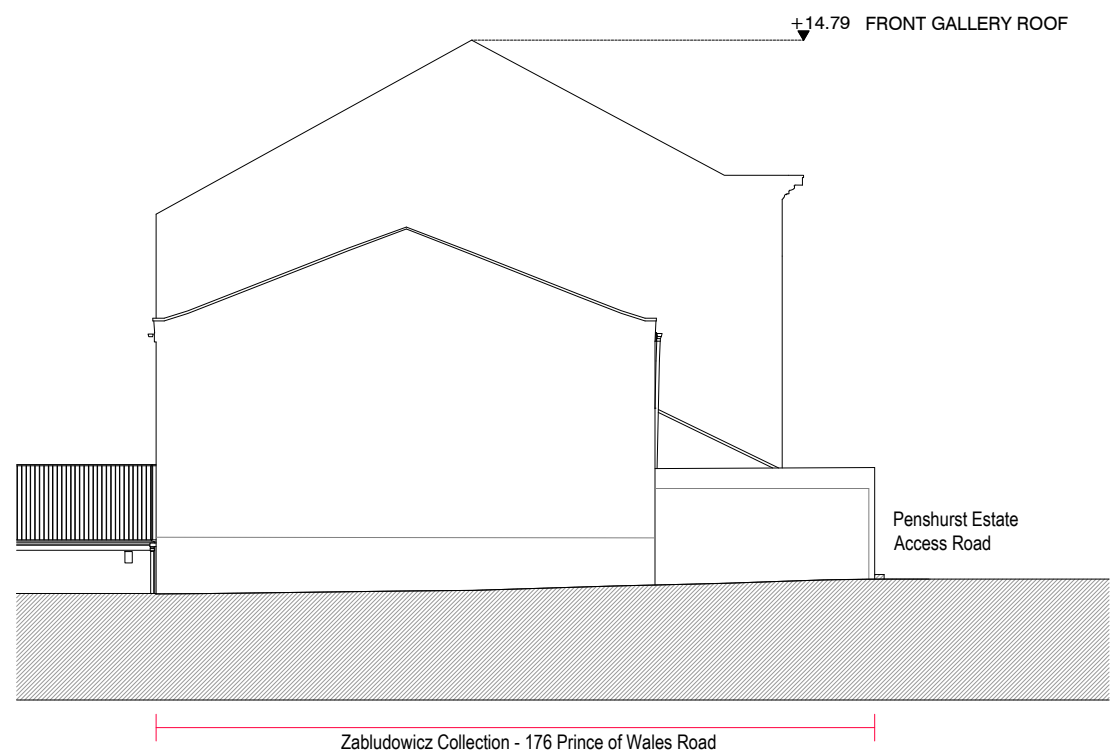 +14.79 FRONT GALLERY ROOF
Penshurst Estate
Access Road
Zabludowicz Collection - 176 Prince of Wales Road